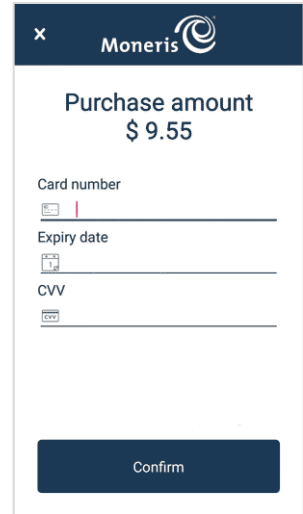 ×
Moneris
Purchase amount
$ 9.55
Card number
Expiry date
CVV
CVV
Confirm